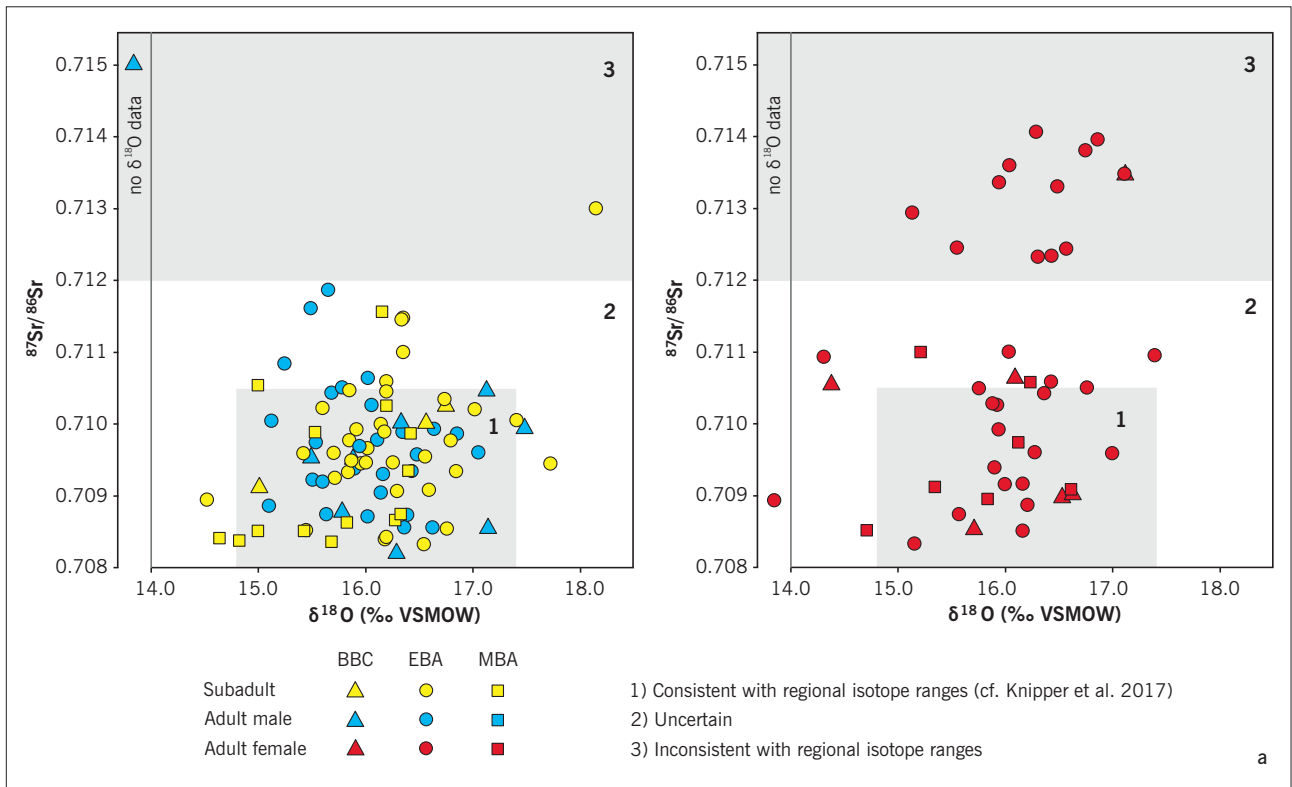 0.715
0.714
0.713
0.712
0.711
0.710
0.709
0.708
⁸⁷Sr/⁸⁶Sr
no δ¹⁸O data
3
2
1
14.0 15.0 16.0 17.0 18.0
δ¹⁸O (‰ VSMOW)
0.715
0.714
0.713
0.712
0.711
0.710
0.709
0.708
⁸⁷Sr/⁸⁶Sr
no δ¹⁸O data
3
2
1
14.0 15.0 16.0 17.0 18.0
δ¹⁸O (‰ VSMOW)
BBC EBA MBA
Subadult
Adult male
Adult female
1) Consistent with regional isotope ranges (cf. Knipper et al. 2017)
2) Uncertain
3) Inconsistent with regional isotope ranges
a